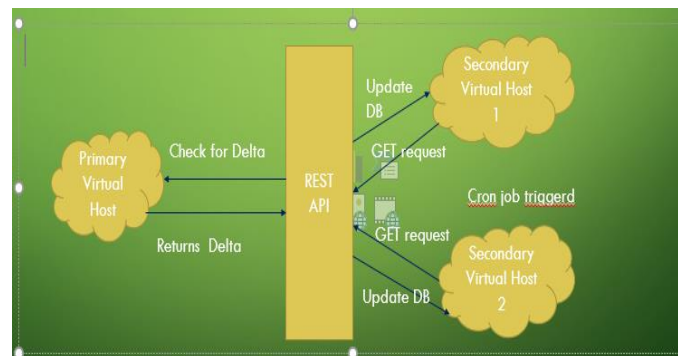 Primary
Virtual
Host
Check for Delta
Returns Delta
REST
API
Update
DB
GET request
Secondary
Virtual Host
1
Cron job triggerd
GET request
Update DB
Secondary
Virtual Host
2